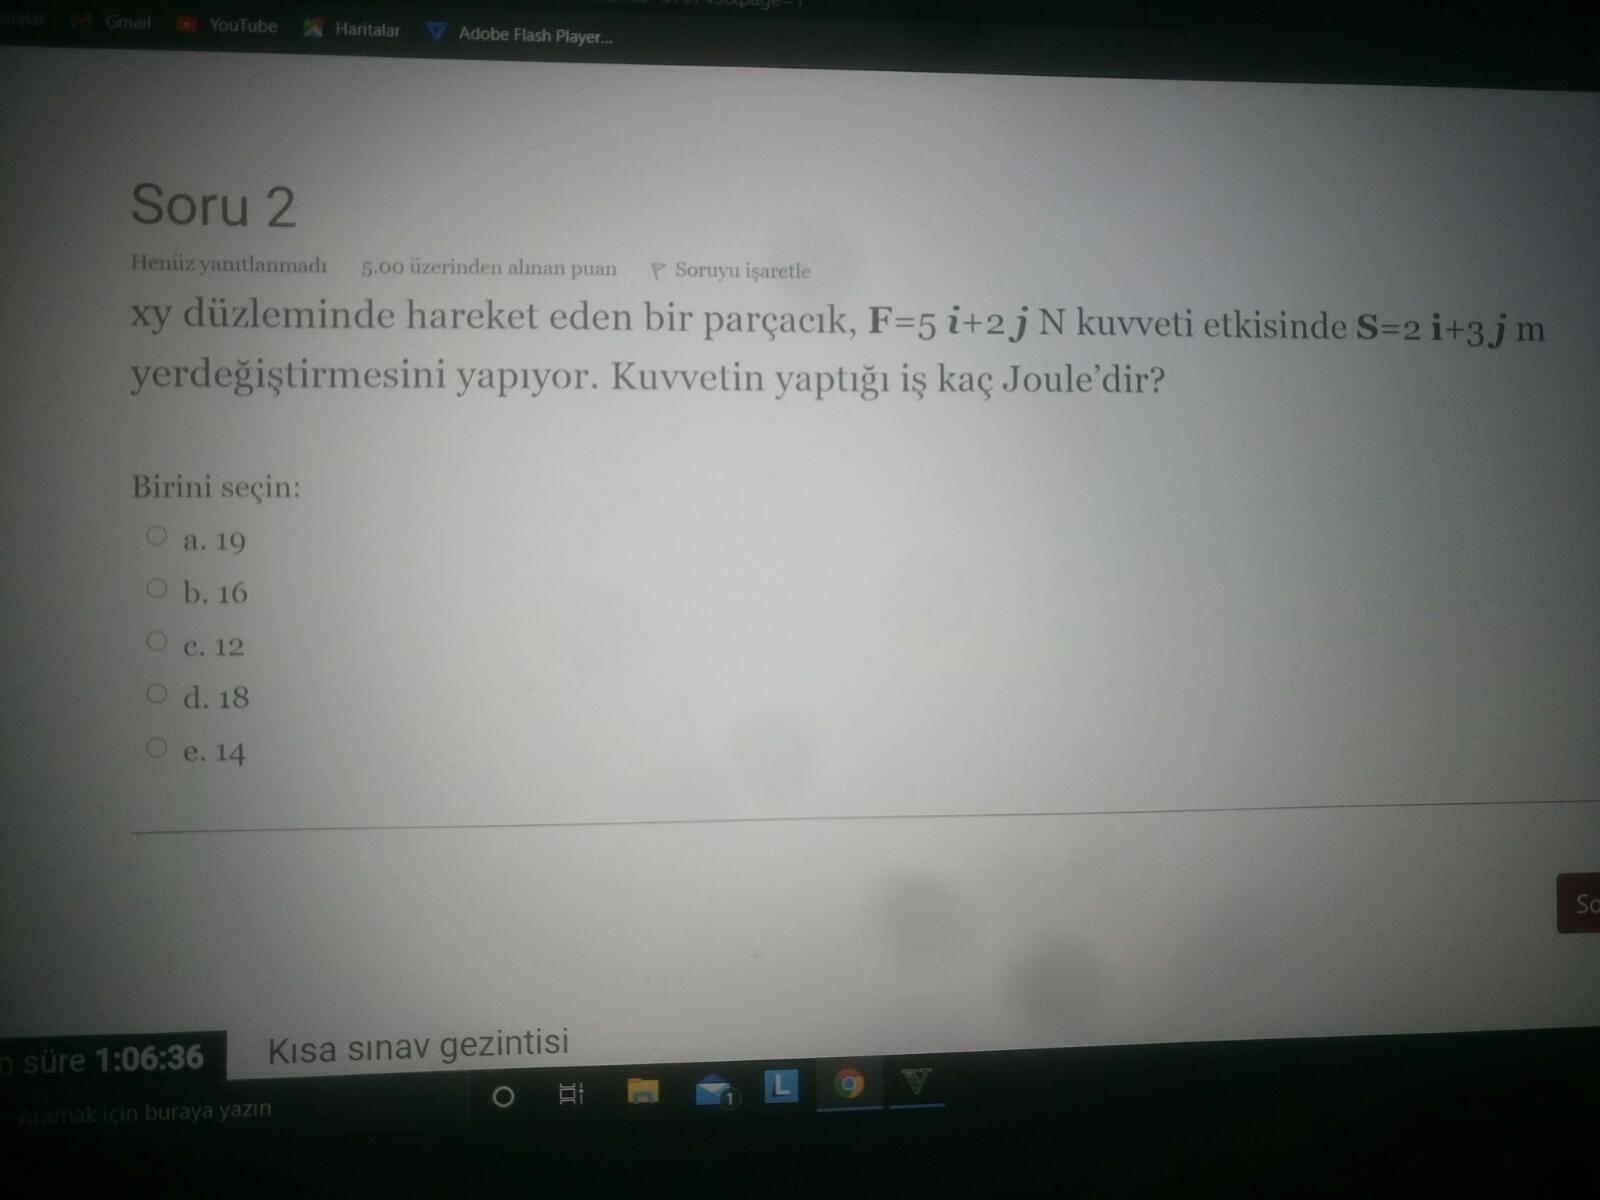 Gmail YouTube Haritalar Adobe Flash Player...
Soru 2
Henüz yanıtlanmadı 5.00 üzerinden alınan puan Soruyu işaretle
xy düzleminde hareket eden bir parçacık, F=5 i+2 j N kuvveti etkisinde S=2 i+3 j m
yerdeğiştirmesini yapıyor. Kuvvetin yaptığı iş kaç Joule'dir?
Birini seçin:
a. 19
b. 16
c. 12
d. 18
e. 14
süre 1:06:36
Kısa sınav gezintisi
Aramak için buraya yazın
L
1